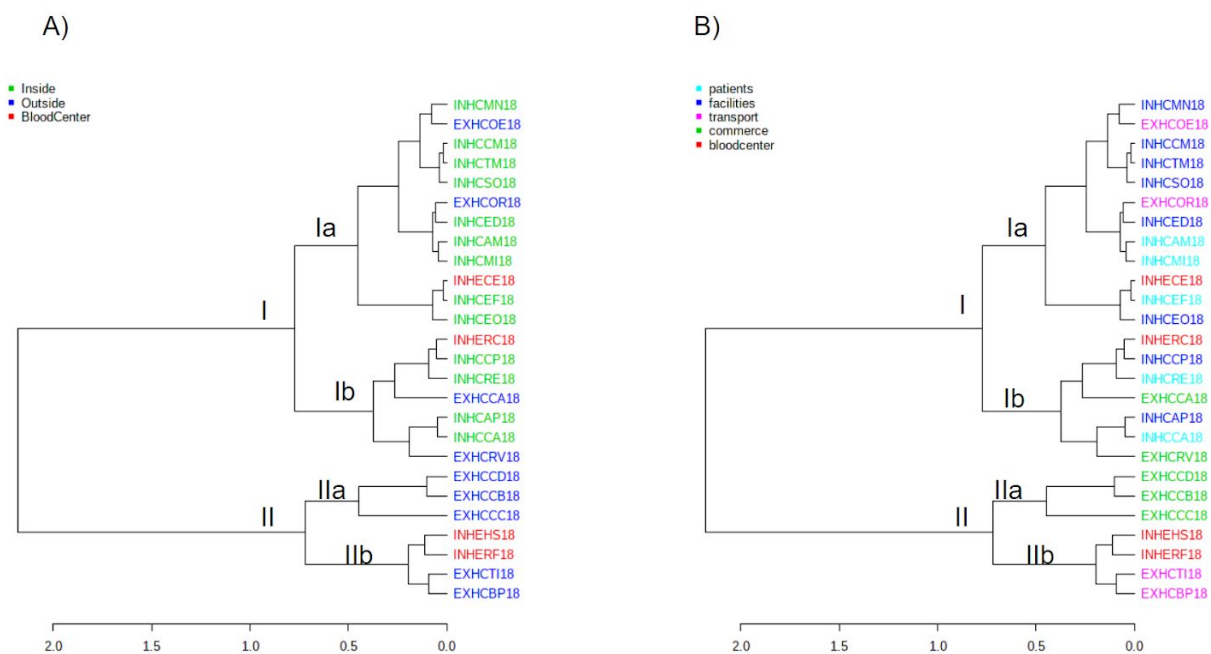 A)
Inside
Outside
BloodCenter
INHCMN18
EXHCOE18
INHCCM18
INHCTM18
INHCSO18
EXHCOR18
INHCED18
INHCAM18
INHCMI18
INHECE18
INHCEF18
INHCEO18
INHERC18
INHCCP18
INHCRE18
EXHCCA18
INHCAP18
INHCCA18
EXHCRV18
EXHCCD18
EXHCCB18
EXHCCC18
INHEHS18
INHERF18
EXHCTI18
EXHCBP18
Ia
I
Ib
IIa
II
IIb
2.0 1.5 1.0 0.5 0.0
B)
patients
facilities
transport
commerce
bloodcenter
INHCMN18
EXHCOE18
INHCCM18
INHCTM18
INHCSO18
EXHCOR18
INHCED18
INHCAM18
INHCMI18
INHECE18
INHCEF18
INHCEO18
INHERC18
INHCCP18
INHCRE18
EXHCCA18
INHCAP18
INHCCA18
EXHCRV18
EXHCCD18
EXHCCB18
EXHCCC18
INHEHS18
INHERF18
EXHCTI18
EXHCBP18
Ia
I
Ib
IIa
II
IIb
2.0 1.5 1.0 0.5 0.0